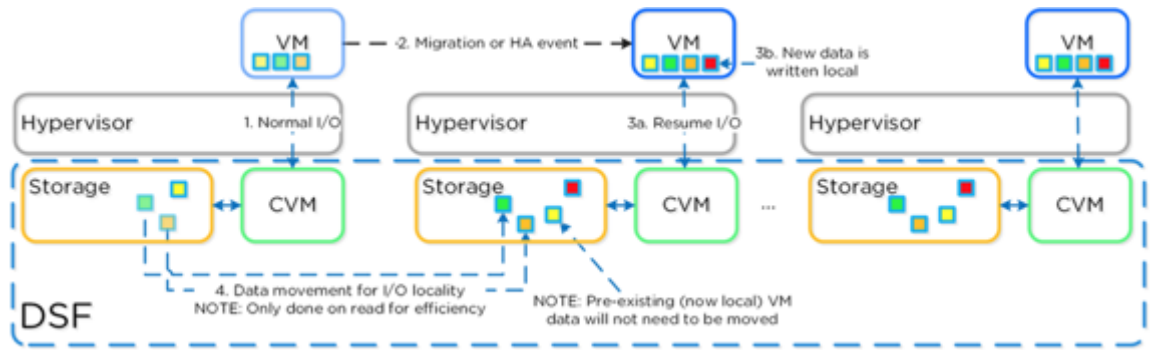 VM
2. Migration or HA event
VM
3b. New data is
written local
VM
Hypervisor
1. Normal I/O
Hypervisor
3a. Resume I/O
Hypervisor
Storage
CVM
Storage
CVM
...
Storage
CVM
4. Data movement for I/O locality
NOTE: Only done on read for efficiency
NOTE: Pre-existing (now local) VM
data will not need to be moved
DSF